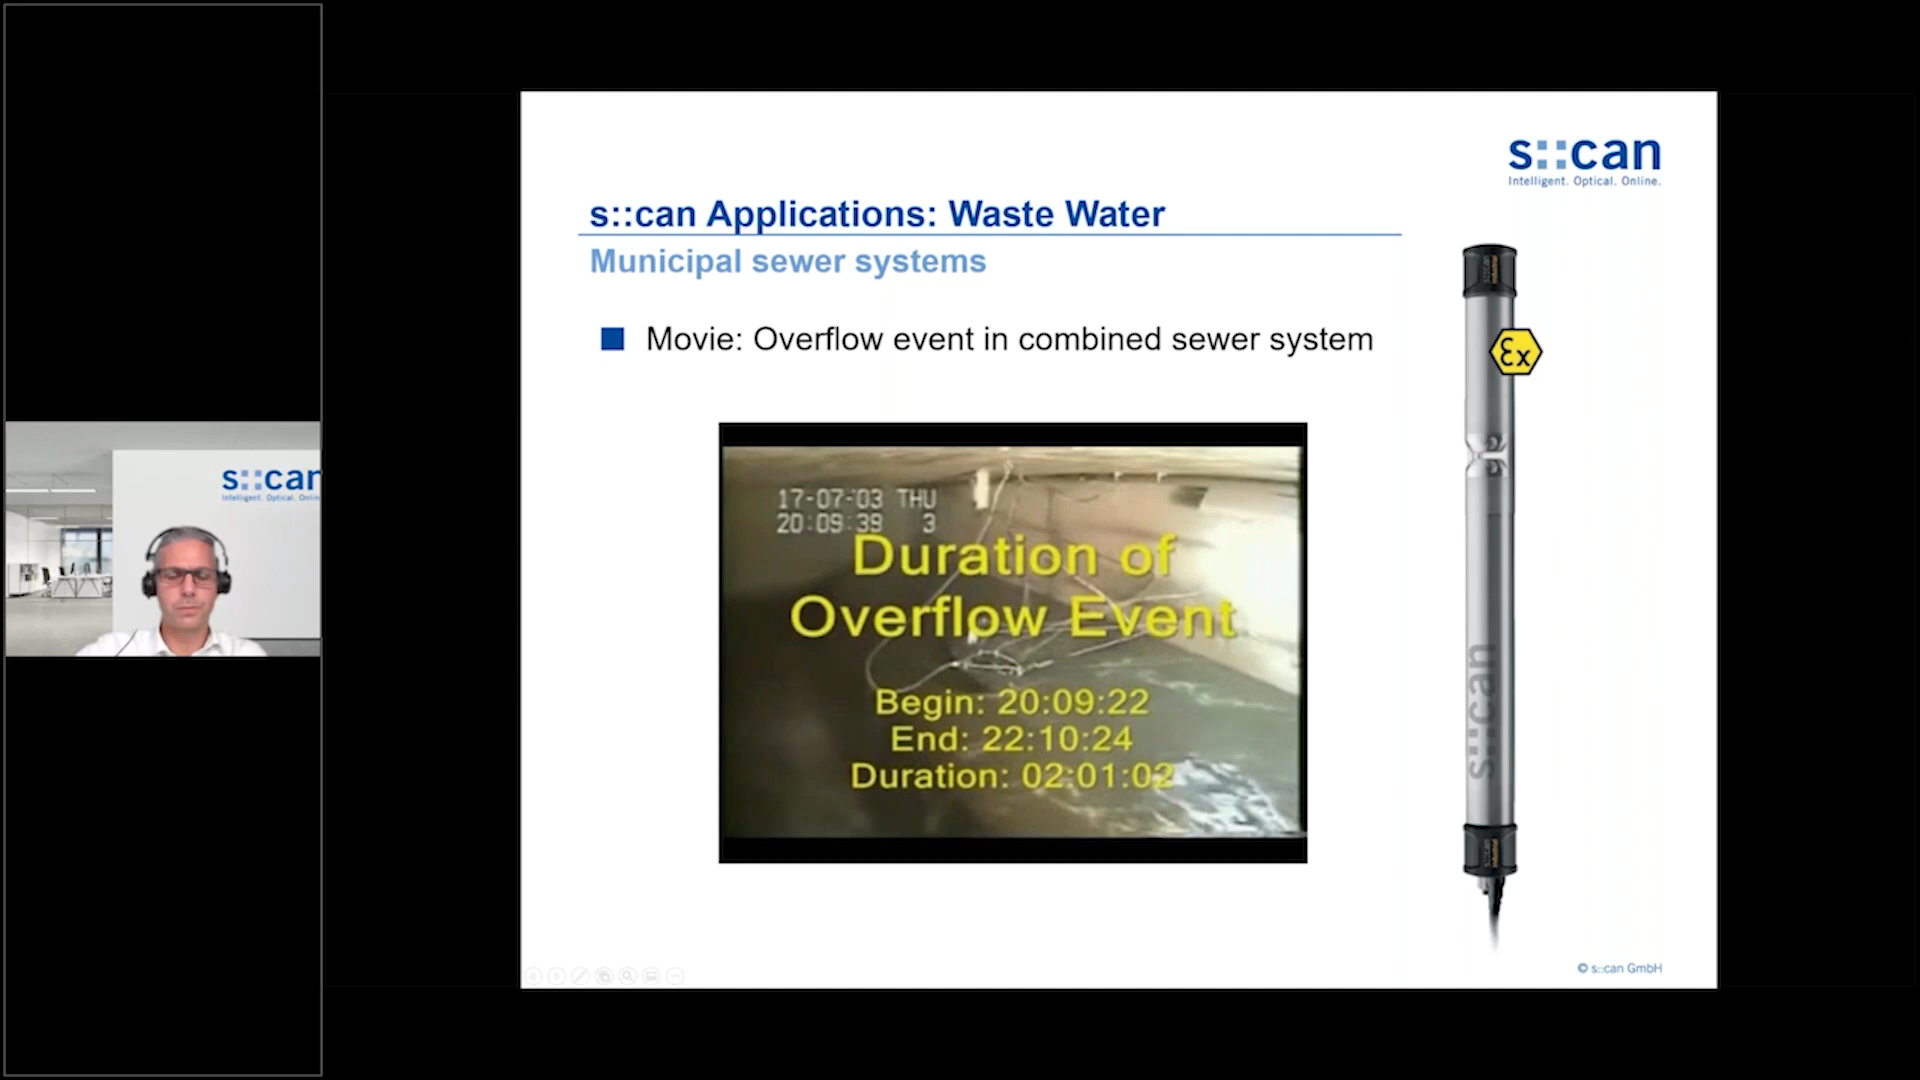 s::can
Intelligent. Optical. Online.
s::can Applications: Waste Water
Municipal sewer systems
Movie: Overflow event in combined sewer system
Ex
17-07-'03 THU
20:09:39 3
Duration of
Overflow Event
Begin: 20:09:22
End: 22:10:24
Duration: 02:01:02
s::can
s::can
Intelligent. Optical. Onlin
© s::can GmbH